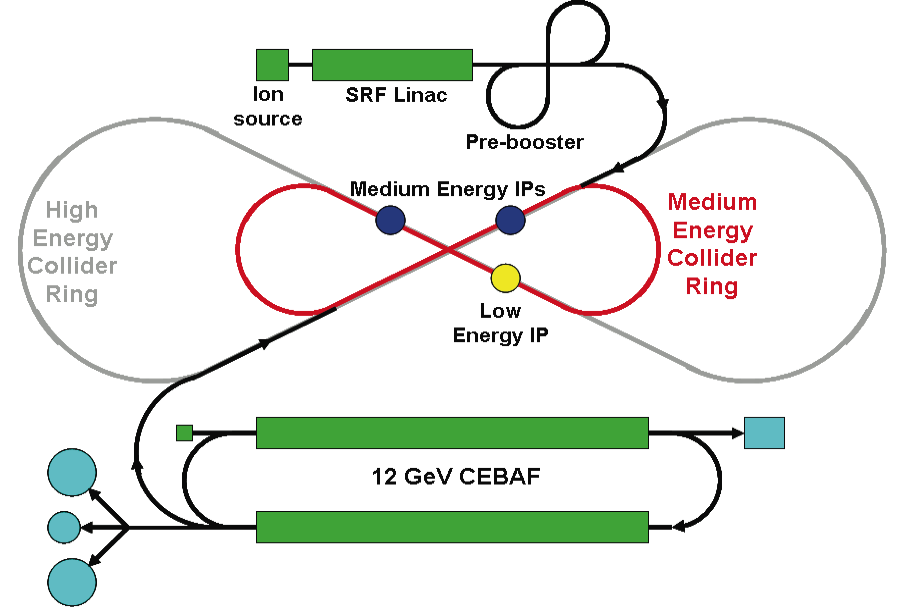 Ion
source
SRF Linac
Pre-booster
Medium Energy IPs
High
Energy
Collider
Ring
Medium
Energy
Collider
Ring
Low
Energy IP
12 GeV CEBAF